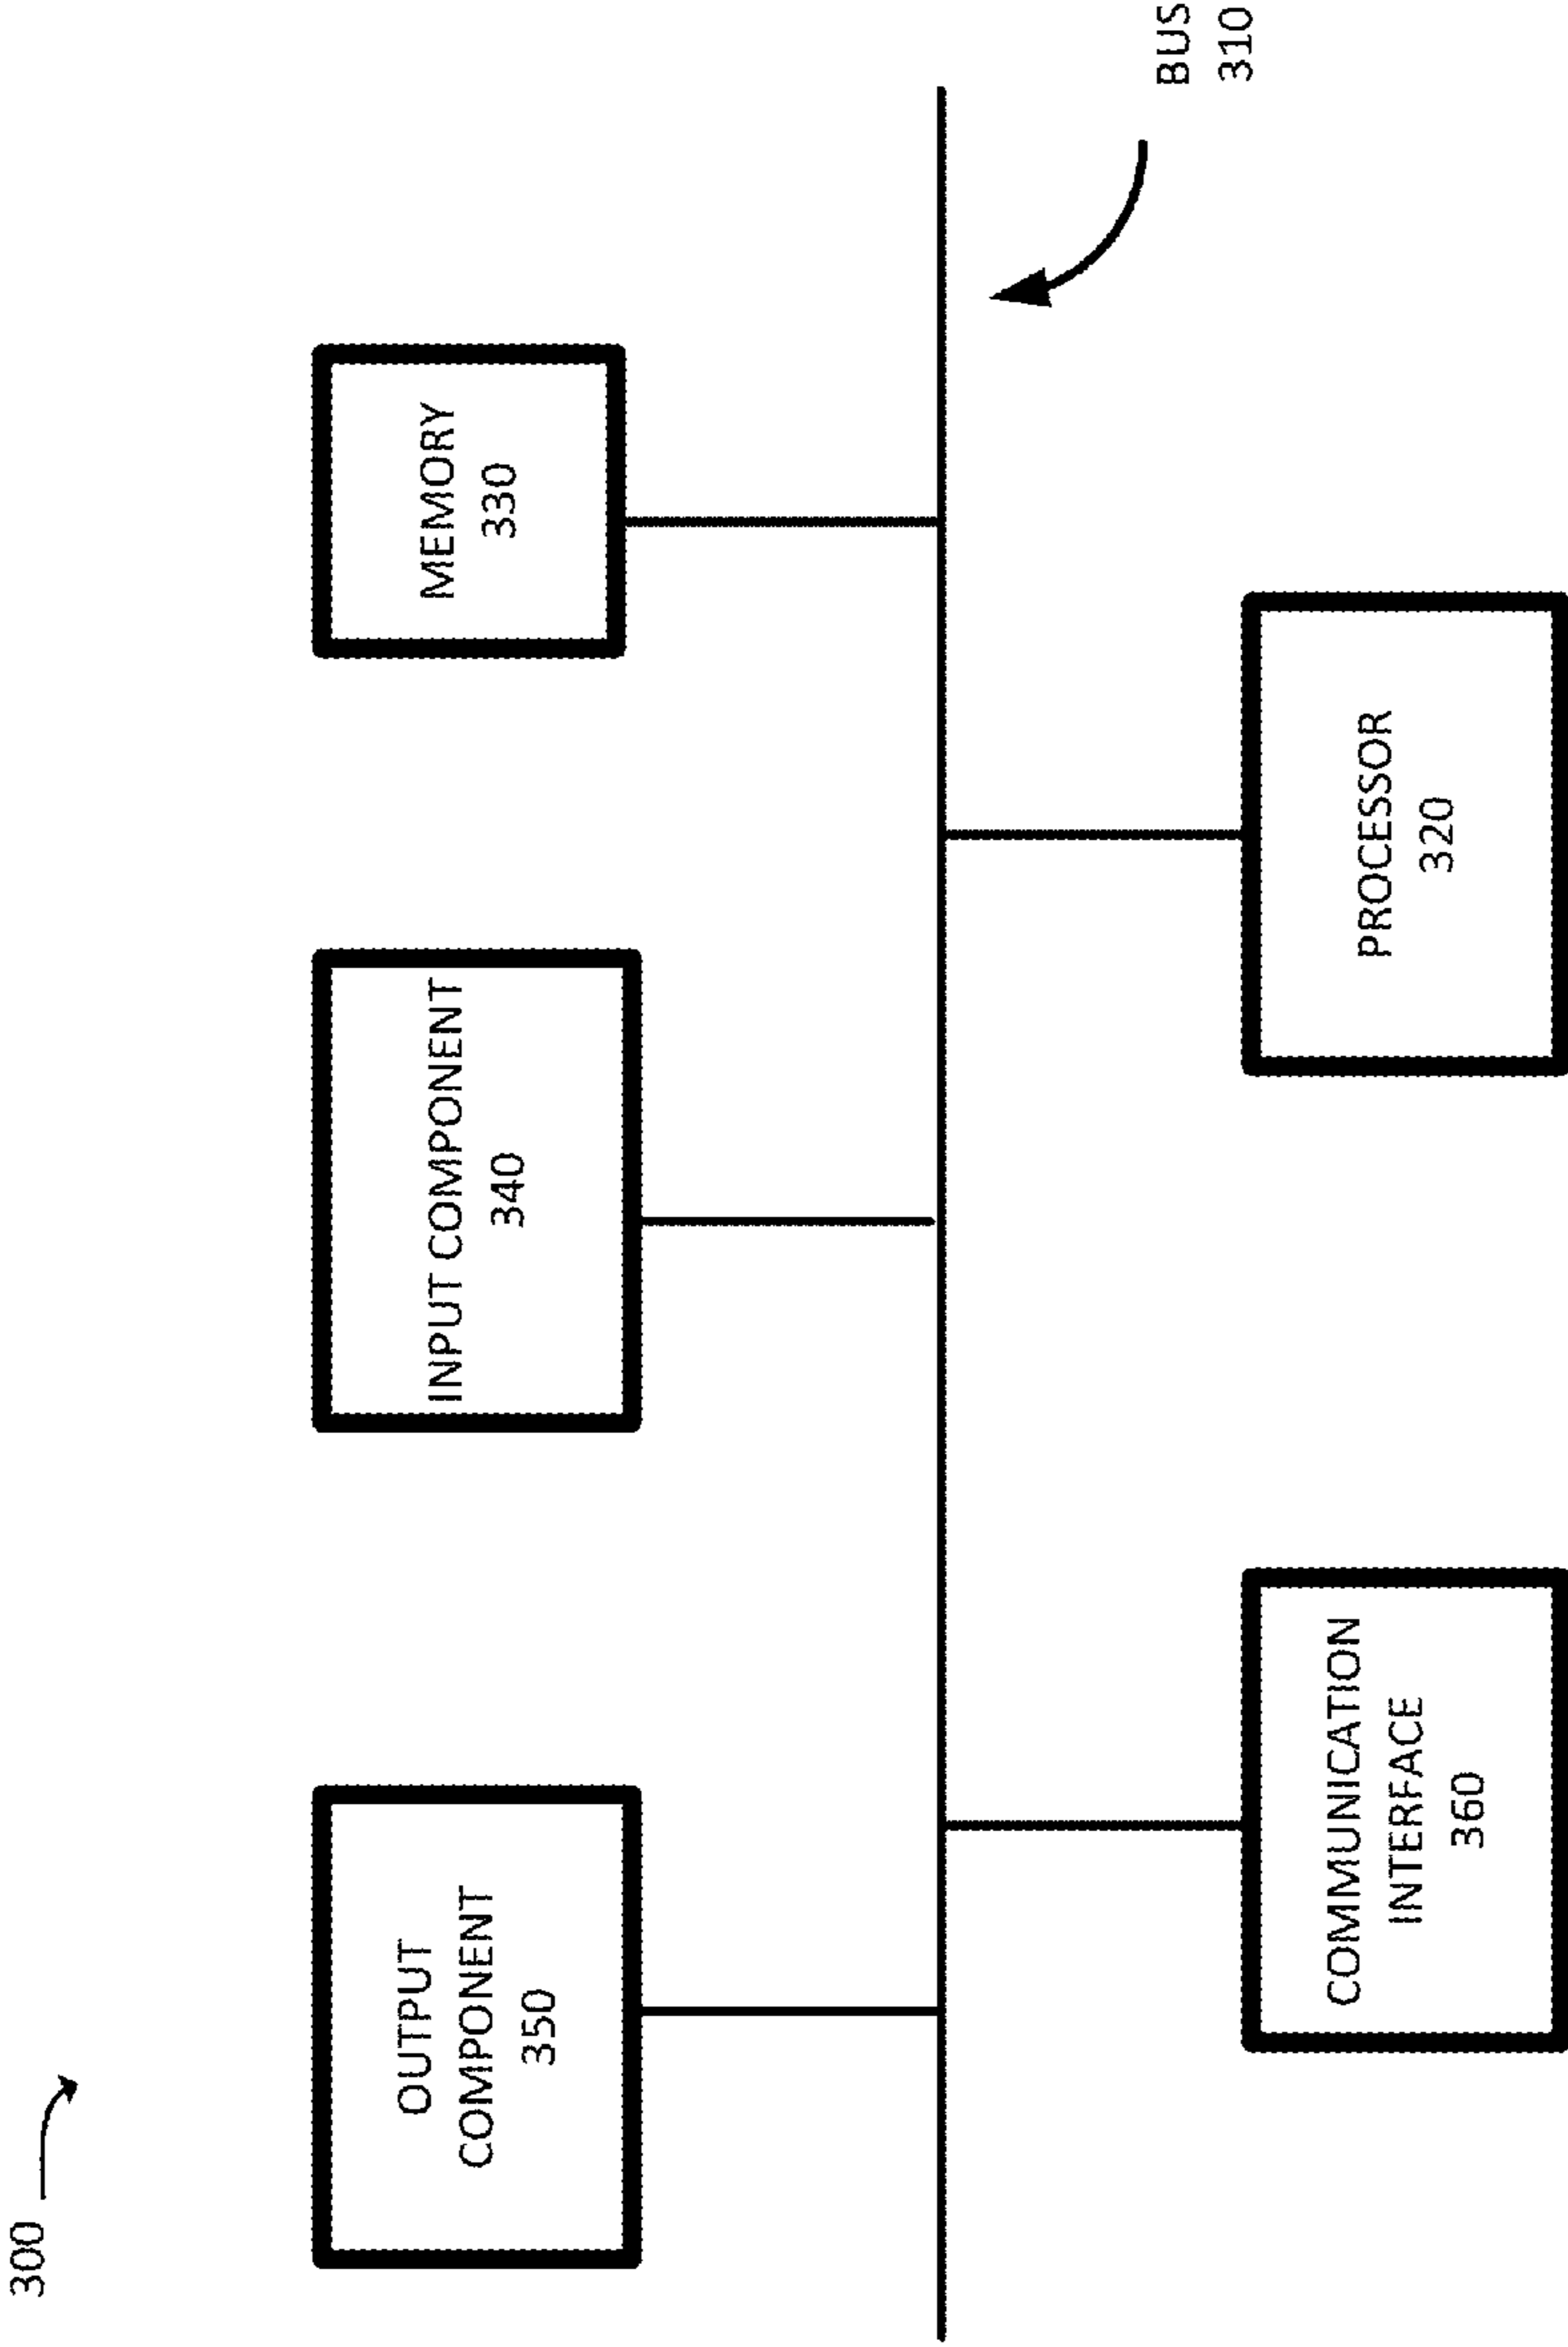 300
OUTPUT
COMPONENT
350
INPUT COMPONENT
340
MEMORY
330
BUS
310
COMMUNICATION
INTERFACE
360
PROCESSOR
320